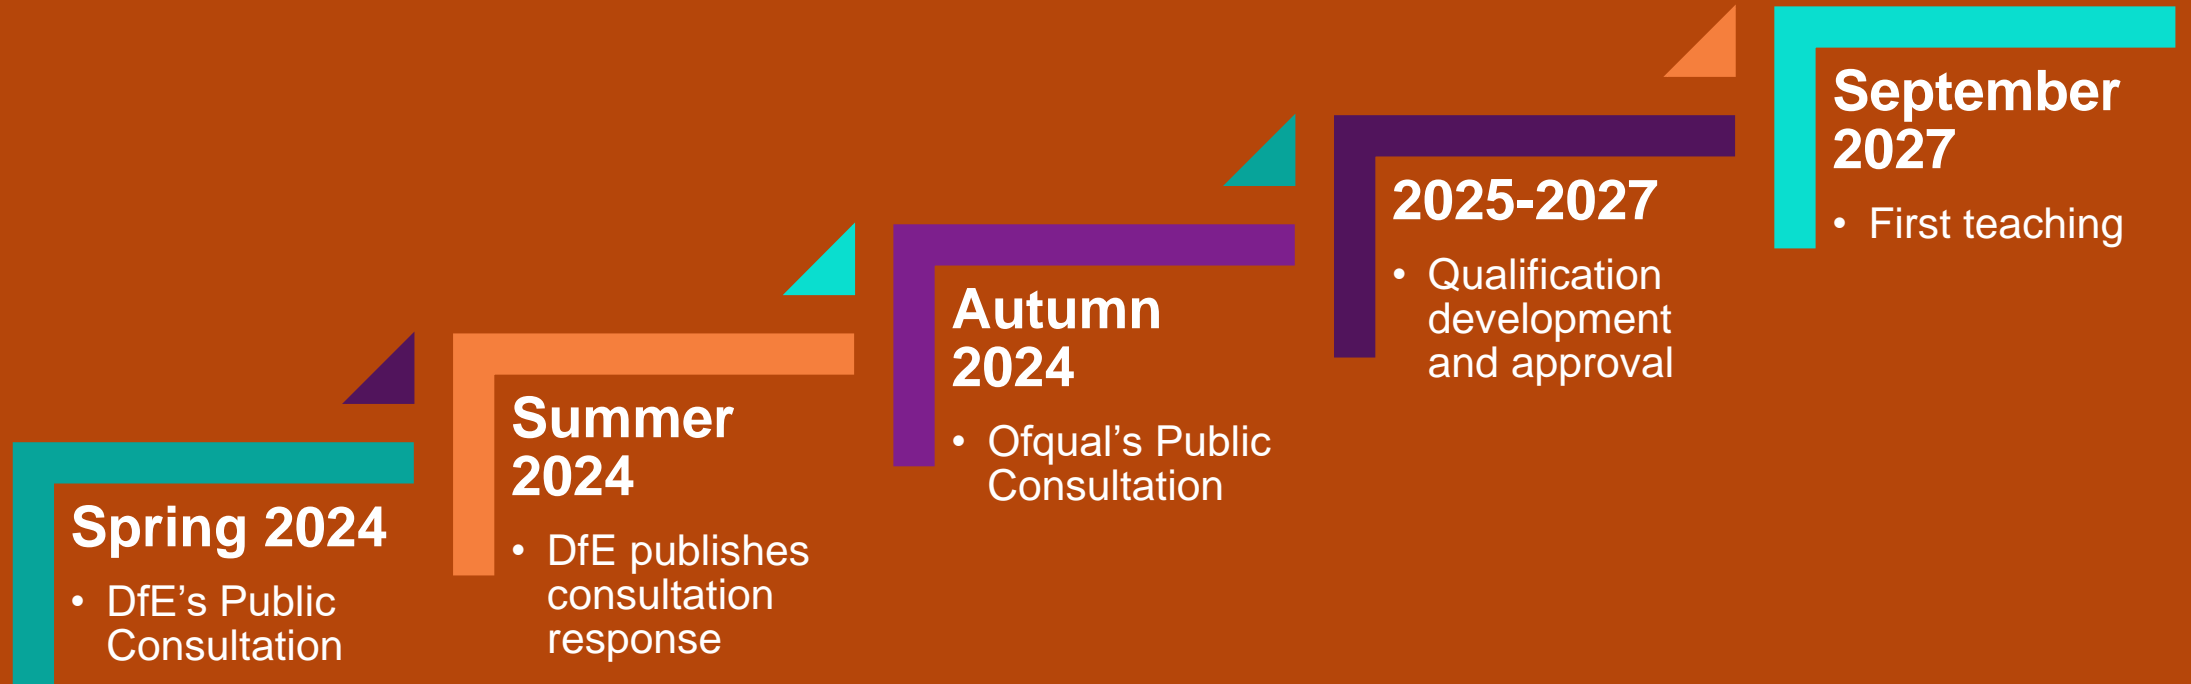 Spring 2024
• DfE’s Public
Consultation
Summer
2024
• DfE publishes
consultation
response
Autumn
2024
• Ofqual’s Public
Consultation
2025-2027
• Qualification
development
and approval
September
2027
• First teaching